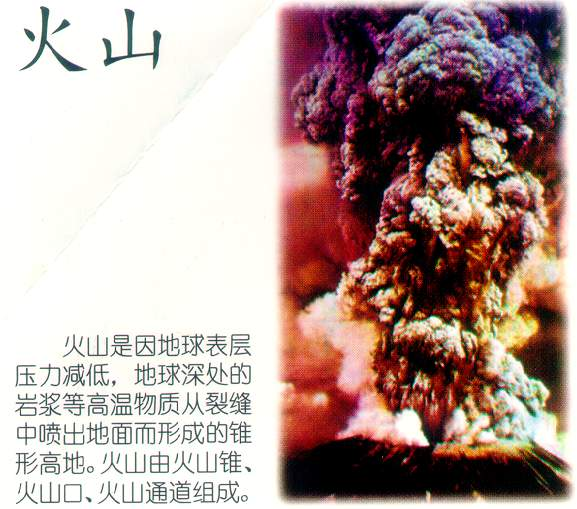 火山
火山是因地球表层
压力减低，地球深处的
岩浆等高温物质从裂缝
中喷出地面而形成的锥
形高地。火山由火山锥、
火山口、火山通道组成。